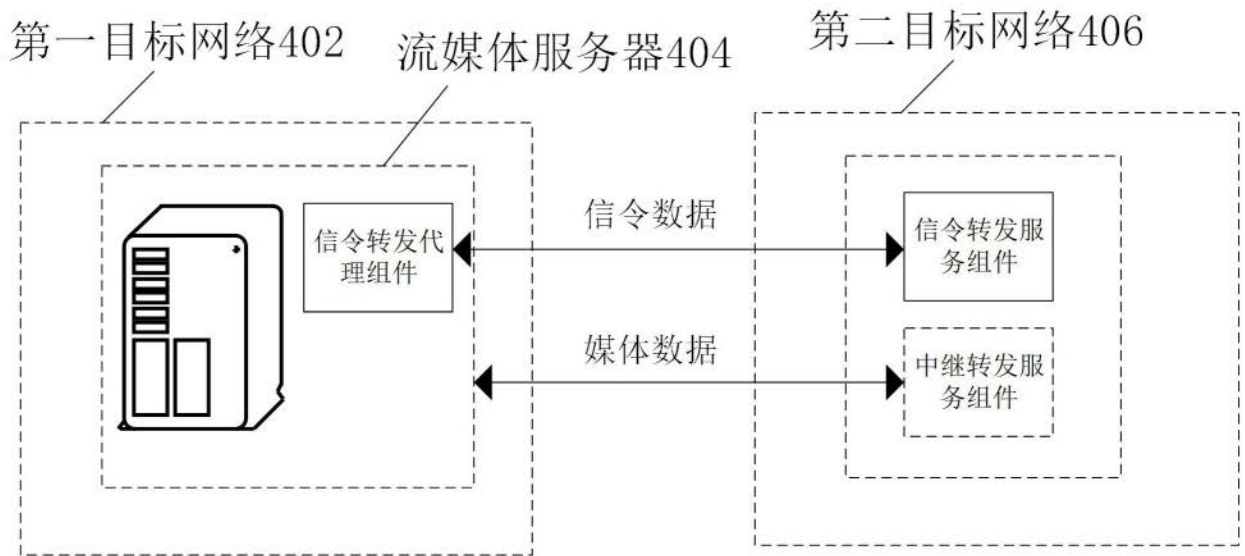 第一目标网络402
流媒体服务器404
第二目标网络406
信令数据
信令转发代
理组件
信令转发服
务组件
媒体数据
中继转发服
务组件